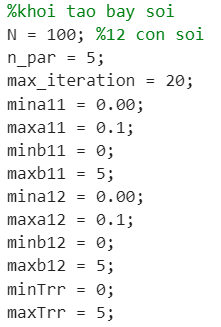 %khoi tao bay soi
N = 100; %12 con soi
n_par = 5;
max_iteration = 20;
mina11 = 0.00;
maxa11 = 0.1;
minb11 = 0;
maxb11 = 5;
mina12 = 0.00;
maxa12 = 0.1;
minb12 = 0;
maxb12 = 5;
minTrr = 0;
maxTrr = 5;